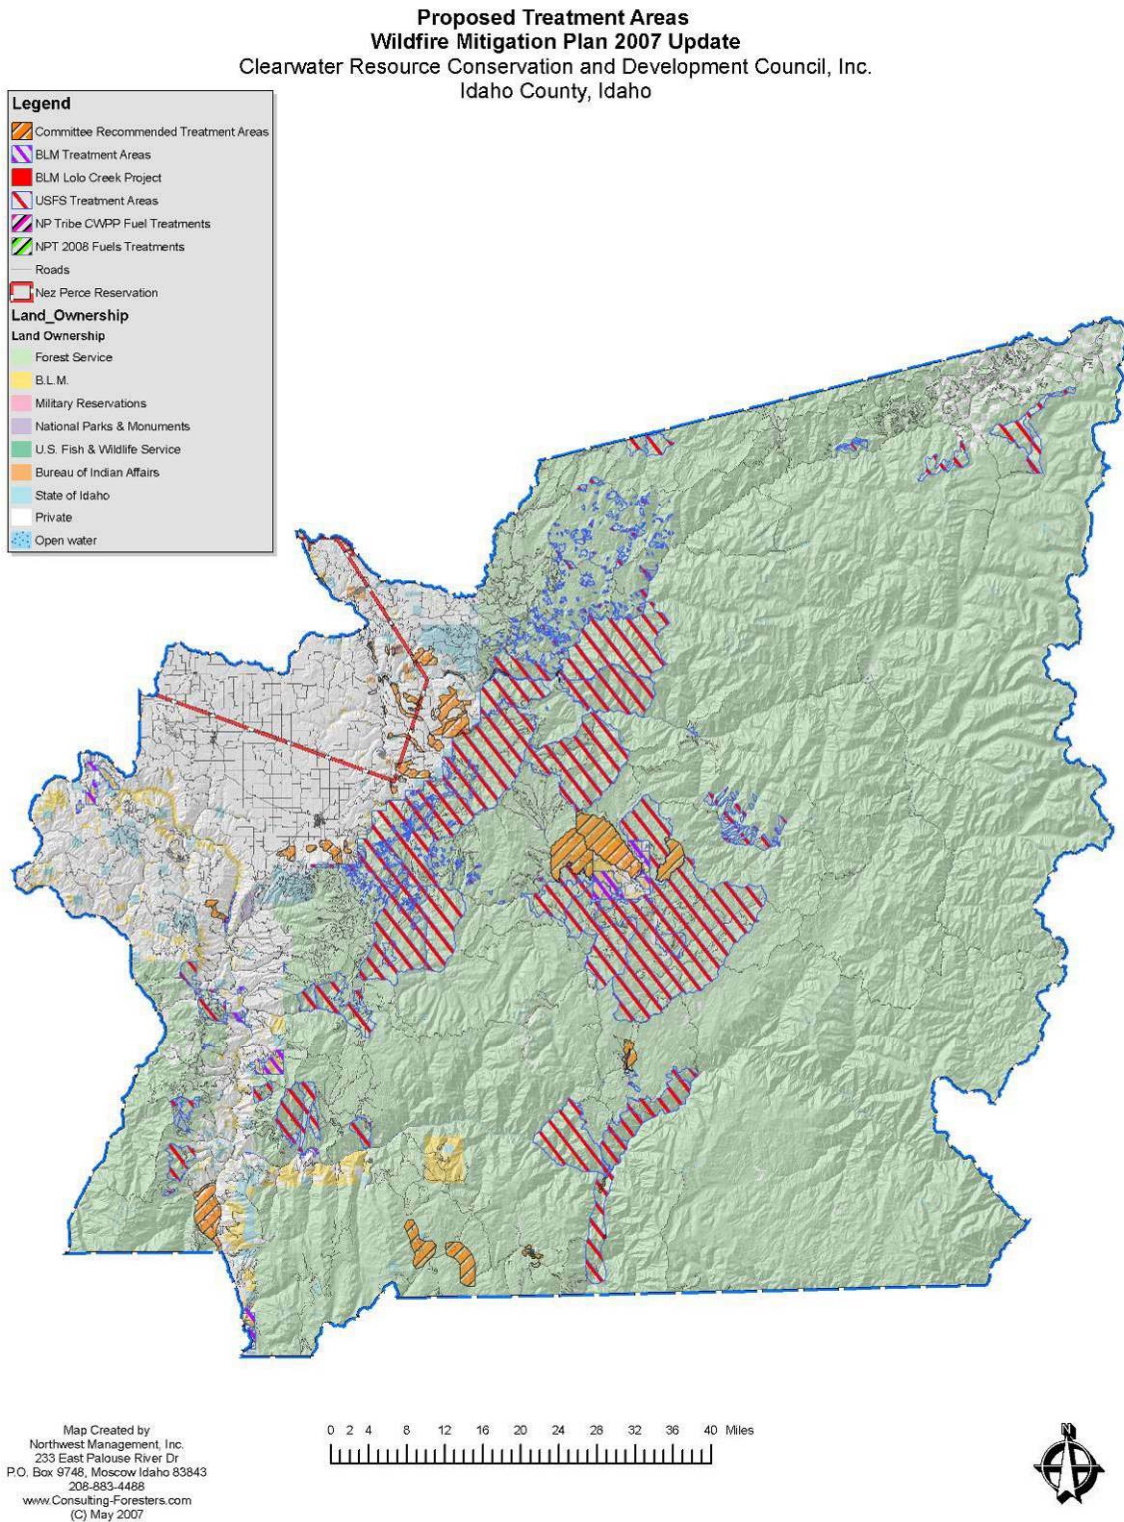 Proposed Treatment Areas
Wildfire Mitigation Plan 2007 Update
Clearwater Resource Conservation and Development Council, Inc.
Idaho County, Idaho
Legend
Committee Recommended Treatment Areas
BLM Treatment Areas
BLM Lolo Creek Project
USFS Treatment Areas
NP Tribe CWPP Fuel Treatments
NPT 2008 Fuels Treatments
Roads
Nez Perce Reservation
Land_Ownership
Land Ownership
Forest Service
B.L.M.
Military Reservations
National Parks & Monuments
U.S. Fish & Wildlife Service
Bureau of Indian Affairs
State of Idaho
Private
Open water
Map Created by
Northwest Management, Inc.
233 East Palouse River Dr
P.O. Box 9748, Moscow Idaho 83843
208-883-4488
www.Consulting-Foresters.com
(C) May 2007
0 2 4 8 12 16 20 24 28 32 36 40 Miles
N